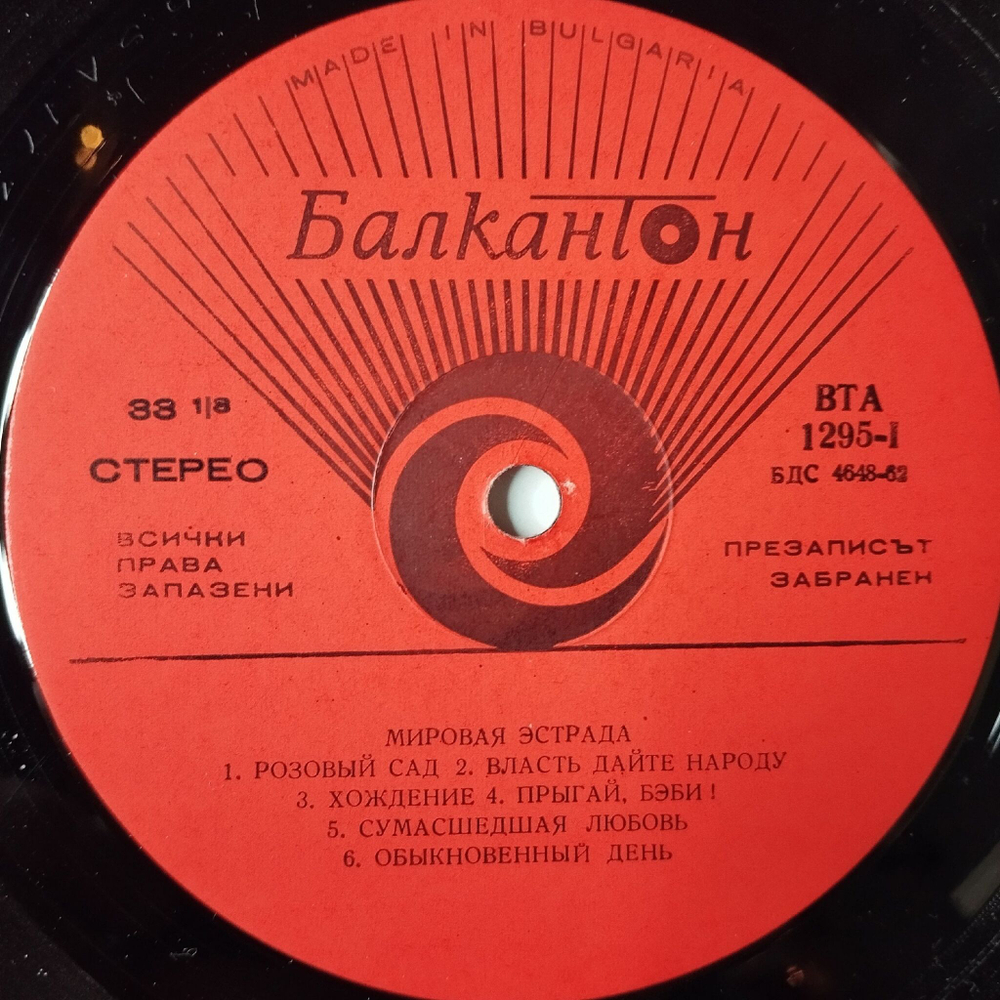 MADE IN BULGARIA
Балкантон
33 1/3
СТЕРЕО
ВСИЧКИ
ПРАВА
ЗАПАЗЕНИ
ВТА
1295-I
БДС 4648-62
ПРЕЗАПИСЪТ
ЗАБРАНЕН
МИРОВАЯ ЭСТРАДА
1. РОЗОВЫЙ САД 2. ВЛАСТЬ ДАЙТЕ НАРОДУ
3. ХОЖДЕНИЕ 4. ПРЫГАЙ, БЭБИ!
5. СУМАСШЕДШАЯ ЛЮБОВЬ
6. ОБЫКНОВЕННЫЙ ДЕНЬ